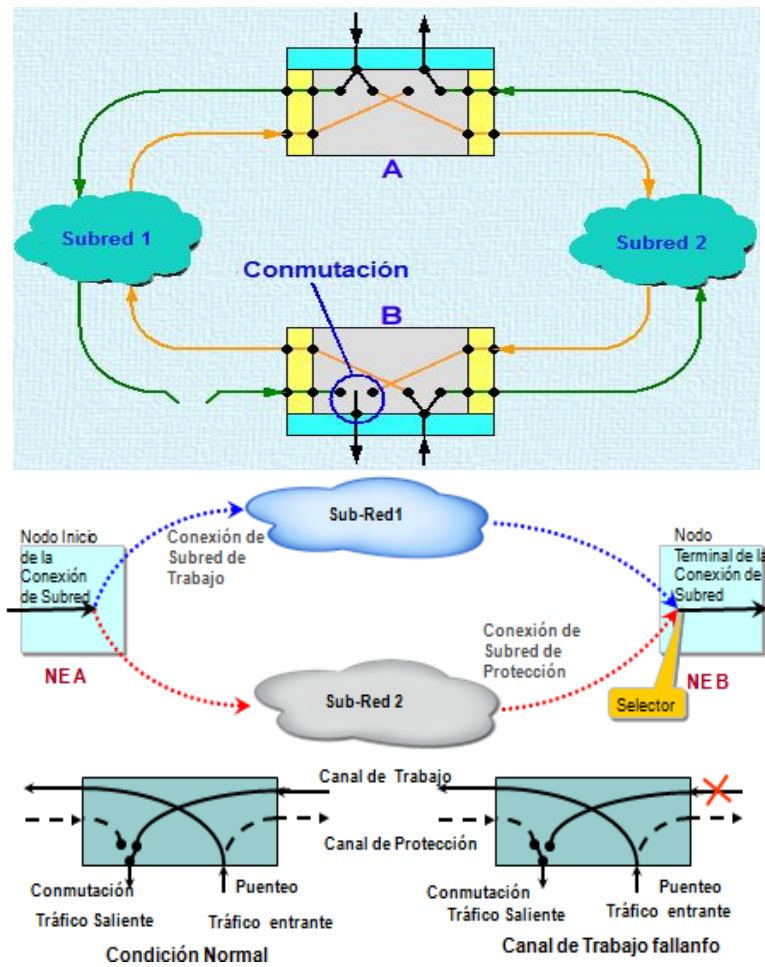 A
Subred 1
Subred 2
Conmutación
B
Sub-Red1
Nodo Inicio
de la
Conexión
de Subred
Conexión de
Subred de
Trabajo
Nodo
Terminal de la
Conexión de
Subred
Conexión de
Subred de
Protección
NEA
NEB
Sub-Red 2
Selector
Canal de Trabajo
Canal de Protección
Conmutación
Tráfico Saliente
Puenteo
Tráfico entrante
Condición Normal
Conmutación
Tráfico Saliente
Puenteo
Tráfico entrante
Canal de Trabajo fallanfo